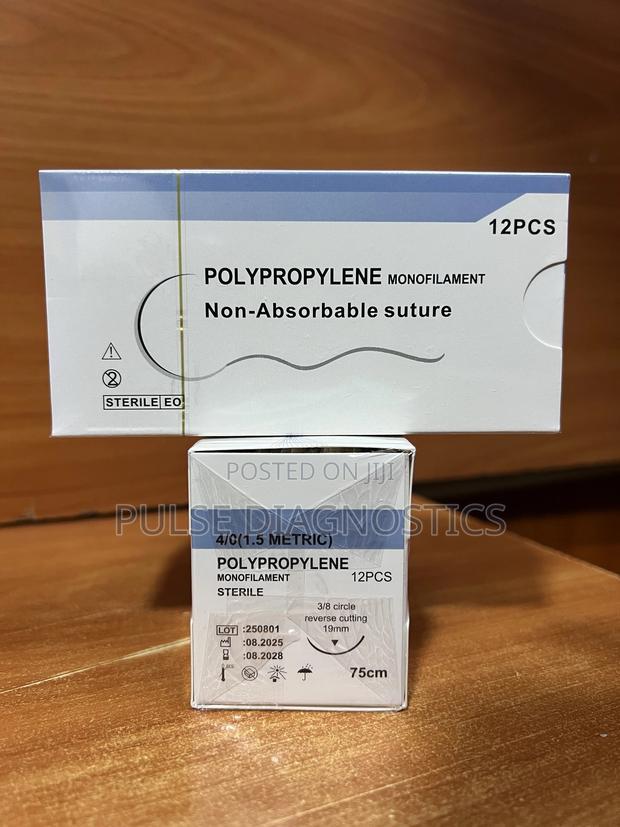 12PCS
POLYPROPYLENE MONOFILAMENT
Non-Absorbable suture
STERILE EO
POSTED ON JIJI
PULSE DIAGNOSTICS
4/0(1.5 METRIC)
POLYPROPYLENE
MONOFILAMENT 12PCS
STERILE
3/8 circle
reverse cutting
19mm
LOT :250801
:08.2025
:08.2028
75cm